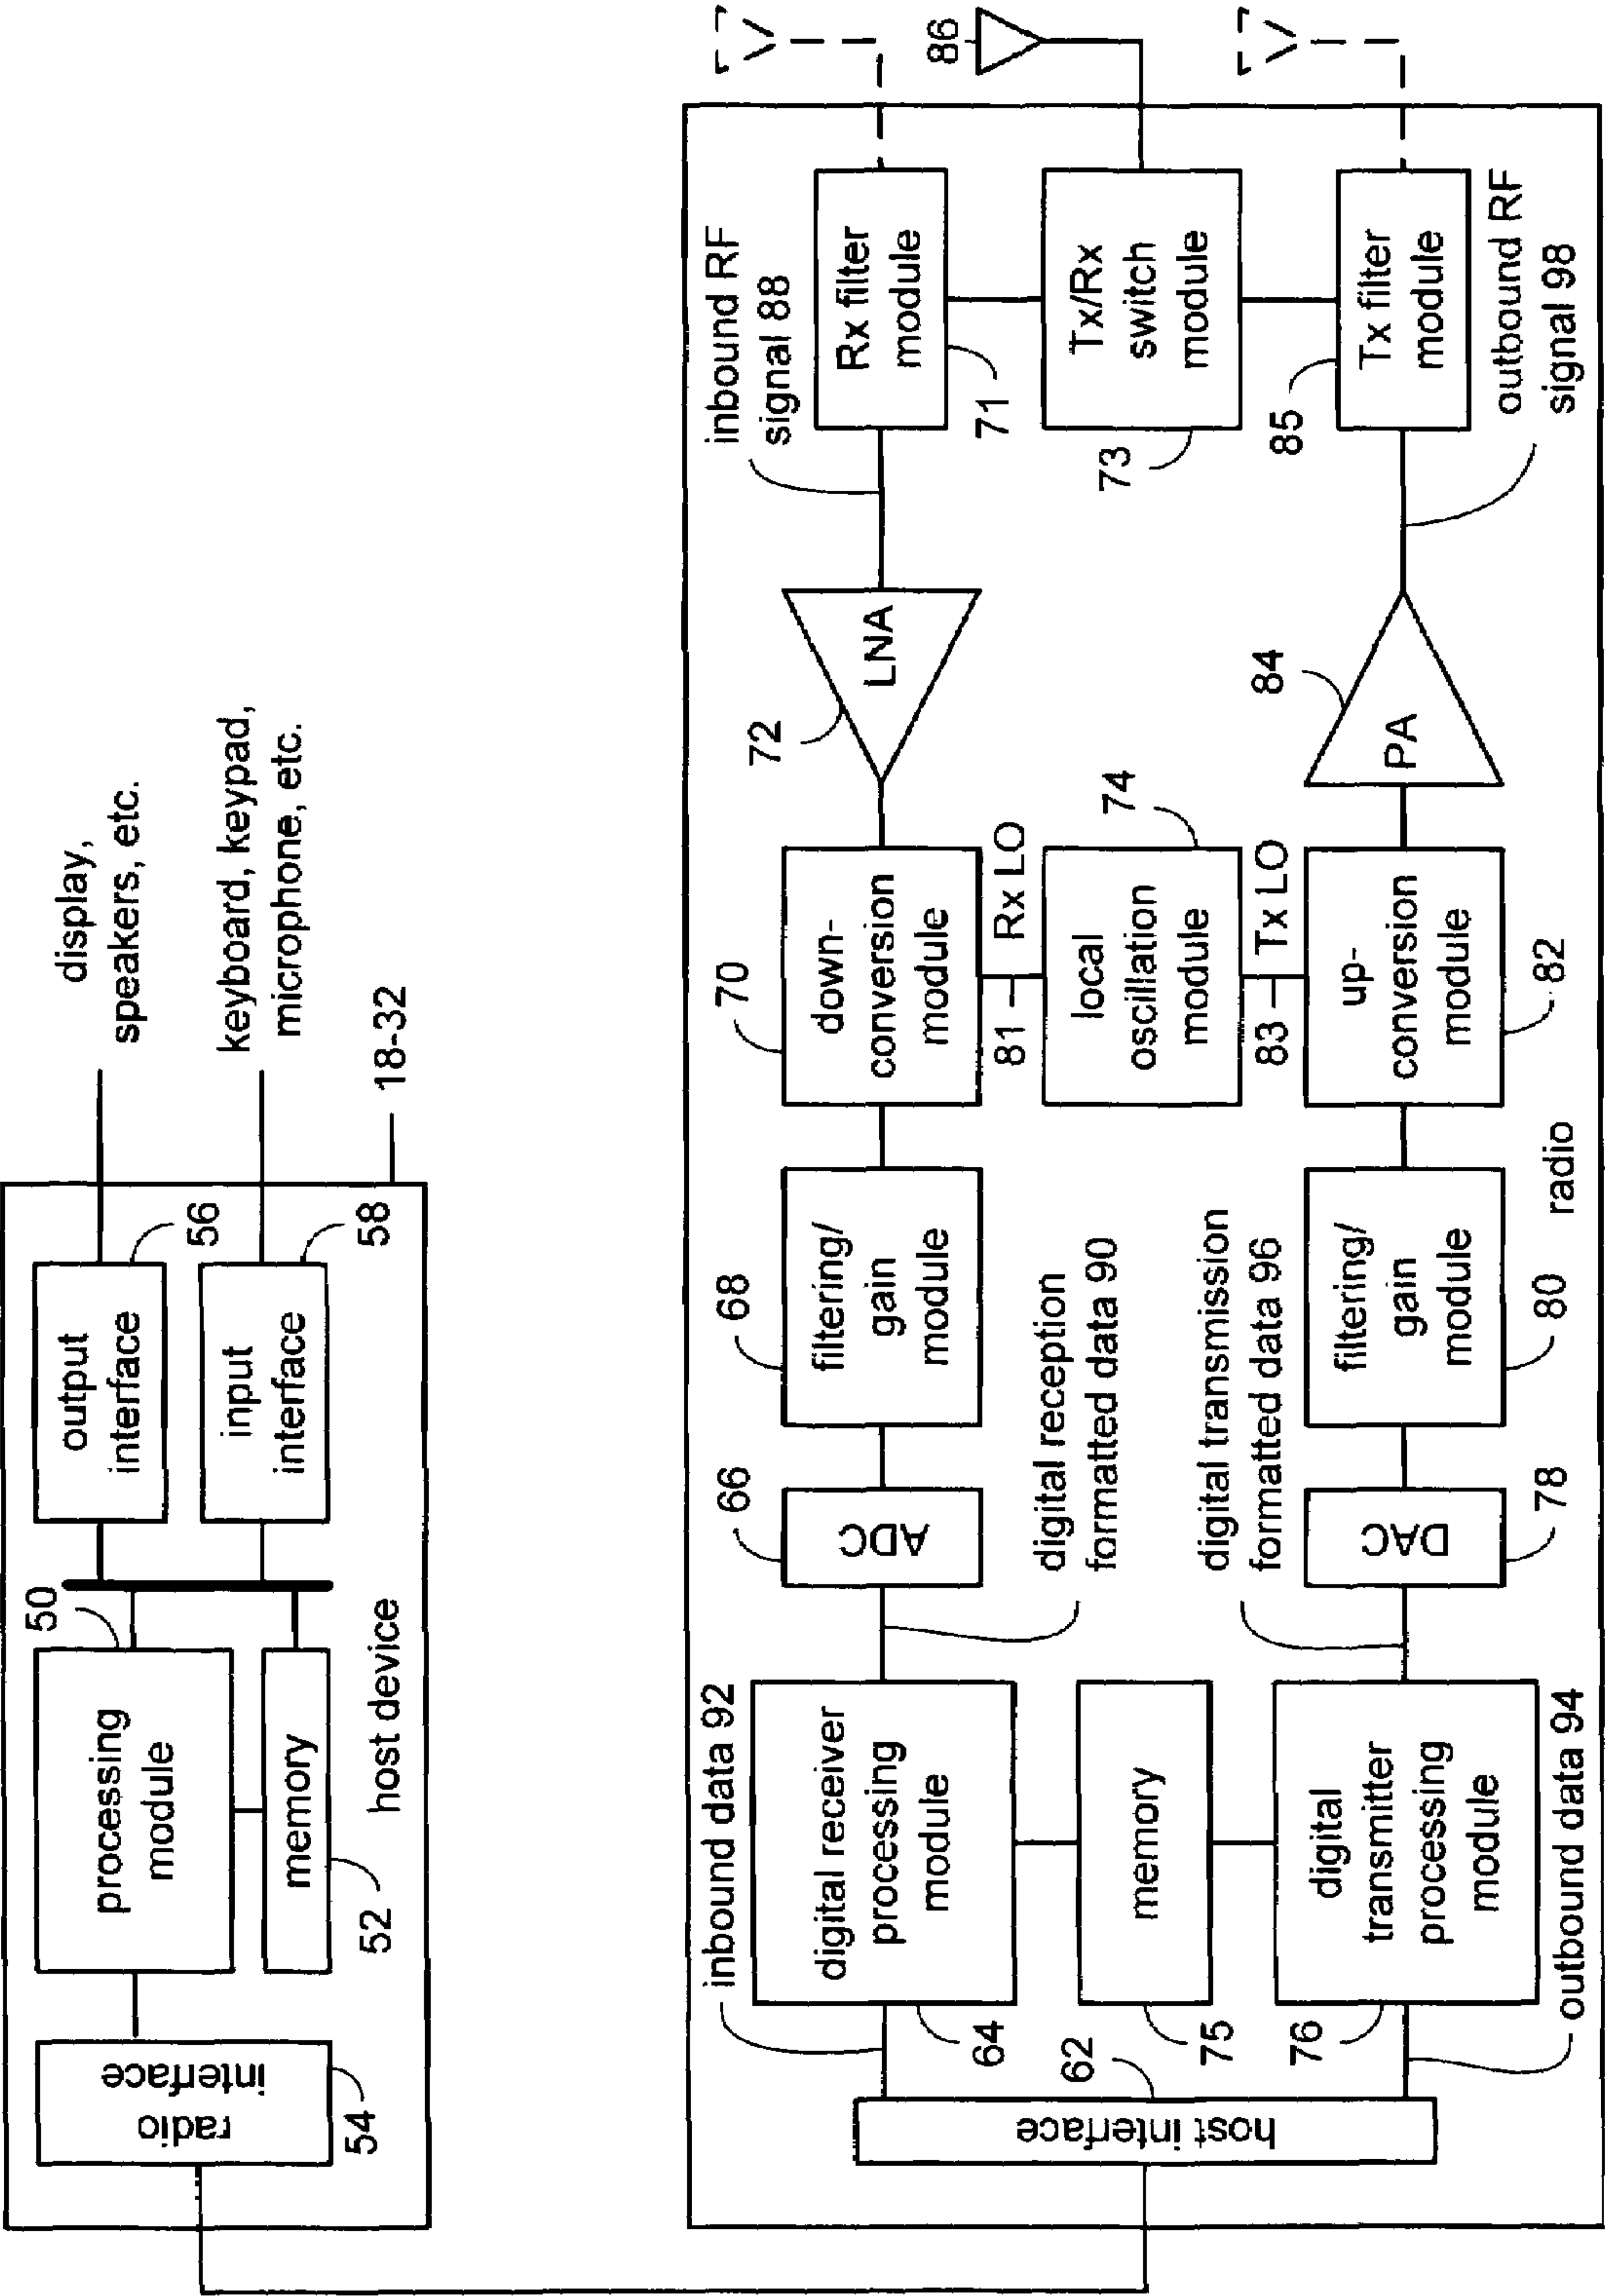 display,
speakers, etc.
keyboard, keypad,
microphone, etc.
18-32
output
interface
56
input
interface
58
50
processing
module
memory
52
host device
radio
interface
54
86
inbound RF
signal 88
Rx filter
module
71
Tx/Rx
switch
module
73
Tx filter
module
85
outbound RF
signal 98
LNA
72
PA
84
down-
conversion
module
70
81
Rx LO
local
oscillation
module
74
83
Tx LO
up-
conversion
module
82
filtering/
gain
module
68
filtering/
gain
module
80
radio
ADC
66
digital reception
formatted data 90
digital transmission
formatted data 96
DAC
78
inbound data 92
digital receiver
processing
module
64
memory
75
digital
transmitter
processing
module
76
outbound data 94
host interface
62